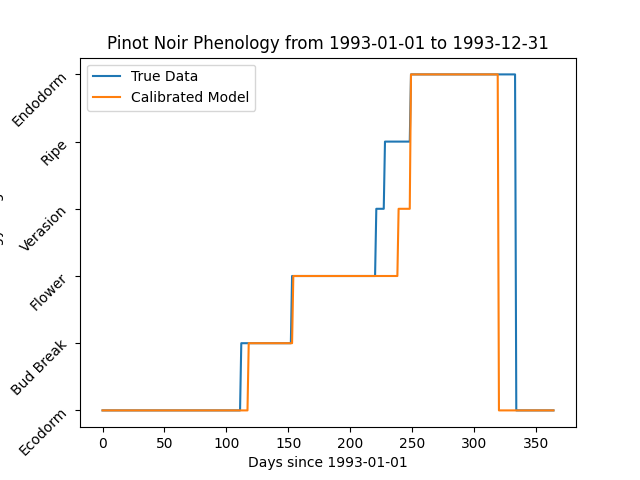 Pinot Noir Phenology from 1993-01-01 to 1993-12-31
True Data
Calibrated Model
Endodorm
Ripe
Verasion
Flower
Bud Break
Ecodorm
0 50 100 150 200 250 300 350
Days since 1993-01-01